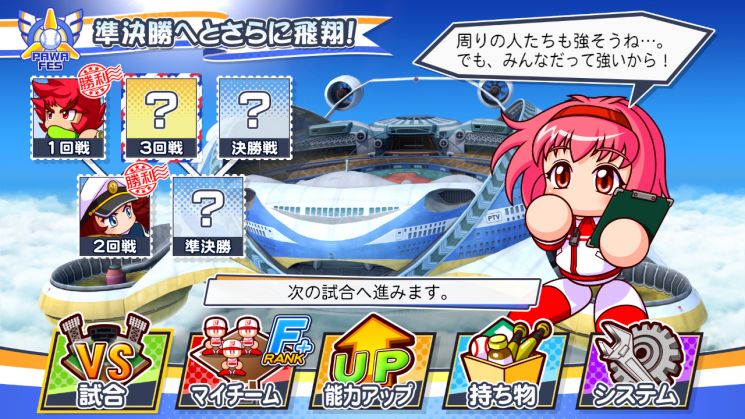 PAWA
FES
準決勝へとさらに飛翔!
周りの人たちも強そうね…。
でも、みんなだって強いから!
勝利
?
?
1回戦
3回戦
決勝戦
勝利
?
2回戦
準決勝
PTV
次の試合へ進みます。
VS
試合
F+
RANK
マイチーム
UP
能力アップ
持ち物
システム